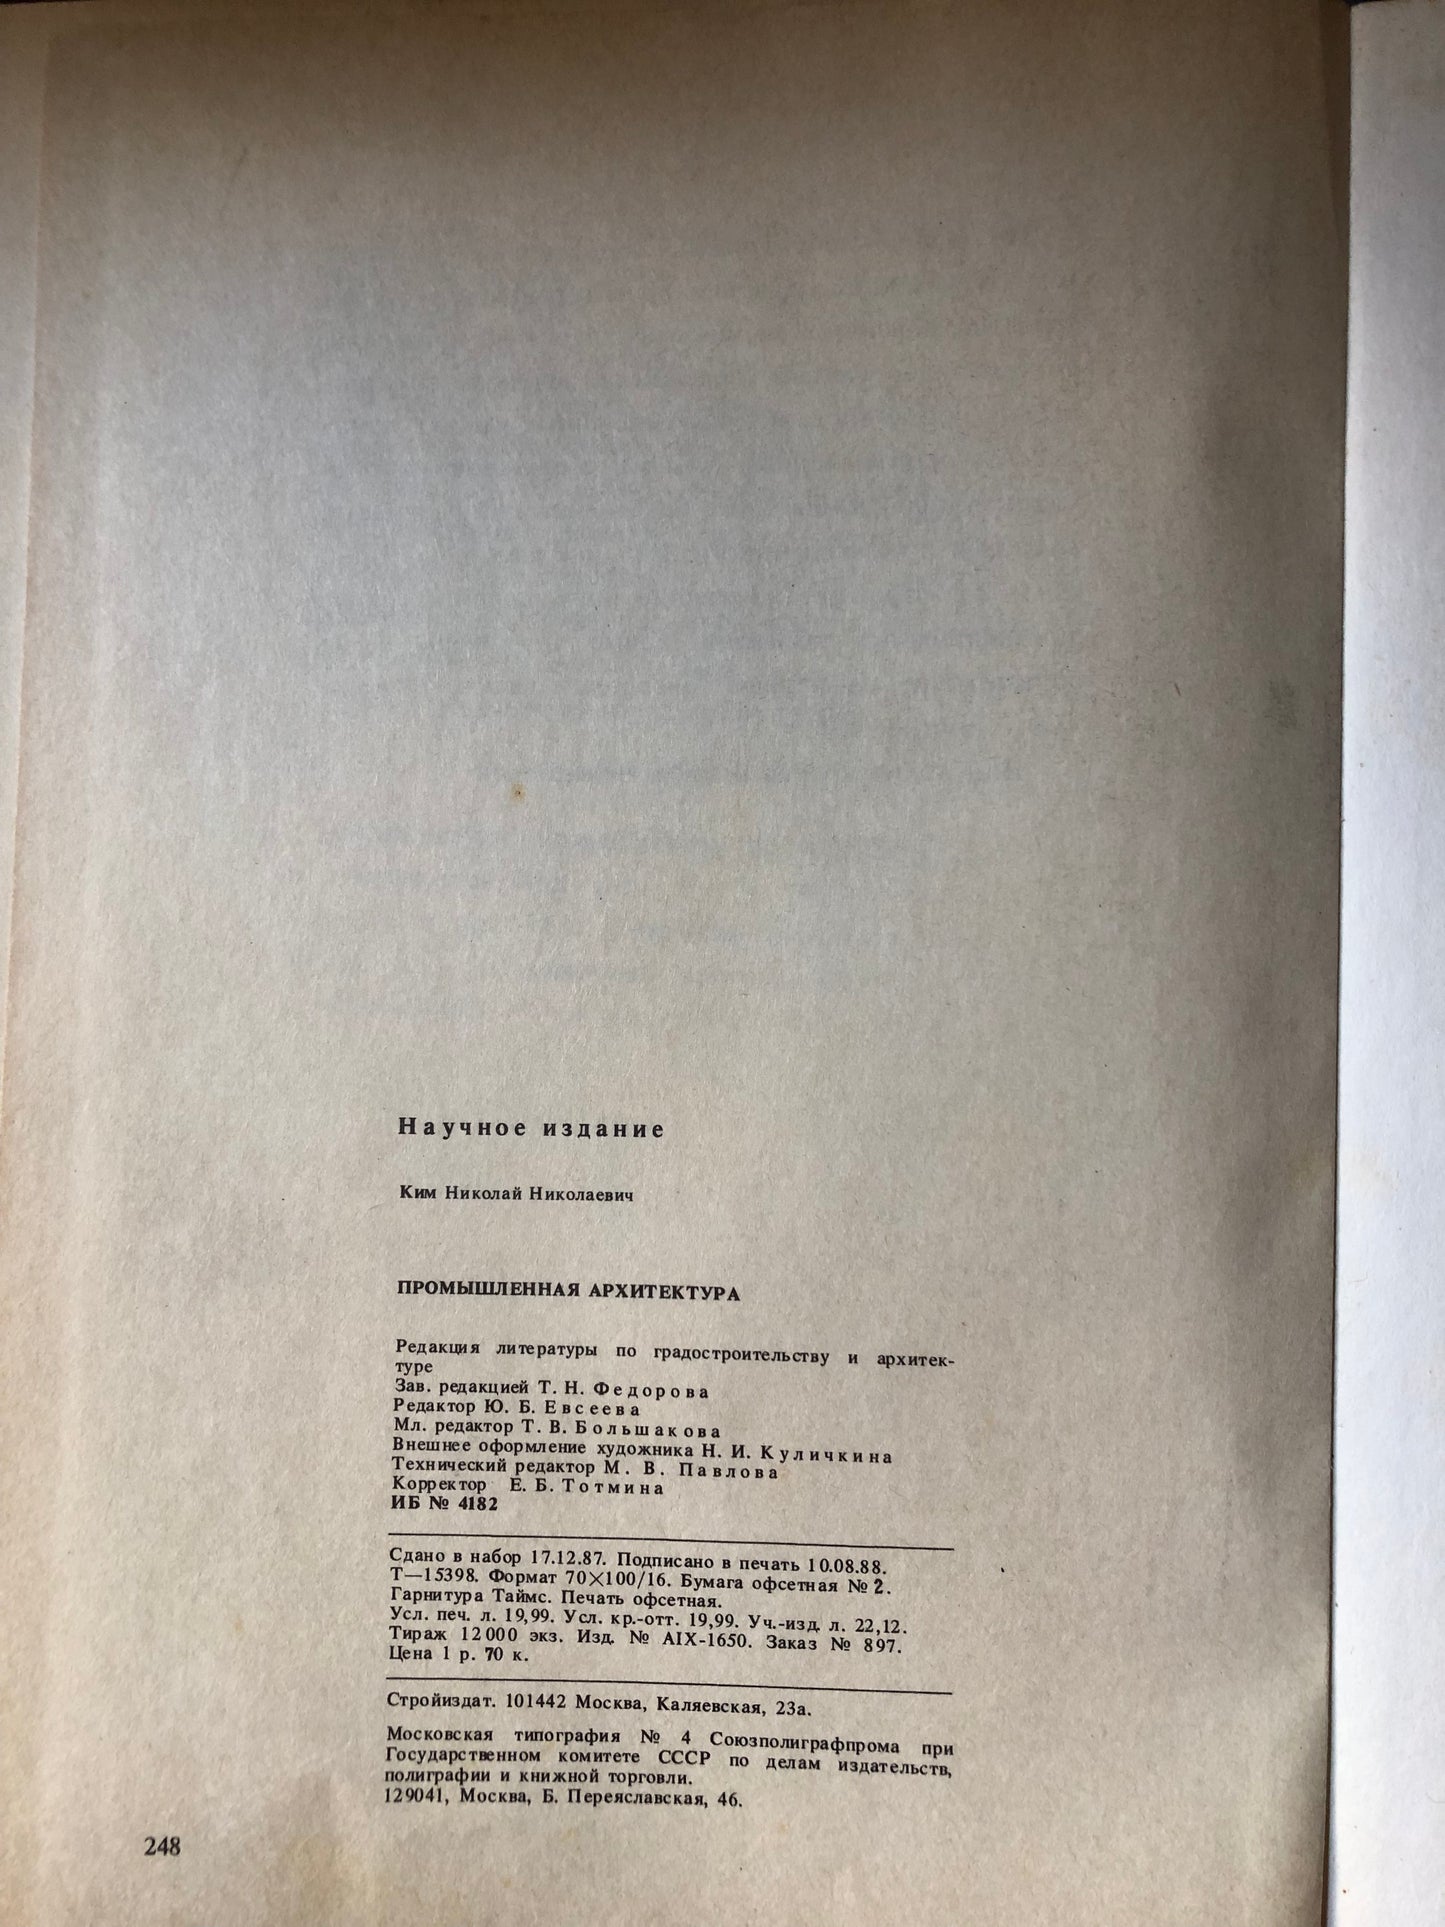 Научное издание
Ким Николай Николаевич
ПРОМЫШЛЕННАЯ АРХИТЕКТУРА
Редакция литературы по градостроительству и архитек-
туре
Зав. редакцией Т. Н. Федорова
Редактор Ю. Б. Евсеева
Мл. редактор Т. В. Большакова
Внешнее оформление художника Н. И. Куличкина
Технический редактор М. В. Павлова
Корректор Е. Б. Тотмина
ИБ № 4182
Сдано в набор 17.12.87. Подписано в печать 10.08.88.
Т—15398. Формат 70×100/16. Бумага офсетная № 2.
Гарнитура Таймс. Печать офсетная.
Усл. печ. л. 19,99. Усл. кр.-отт. 19,99. Уч.-изд. л. 22,12.
Тираж 12 000 экз. Изд. № AIX-1650. Заказ № 897.
Цена 1 р. 70 к.
Стройиздат. 101442 Москва, Каляевская, 23а.
Московская типография № 4 Союзполиграфпрома при
Государственном комитете СССР по делам издательств,
полиграфии и книжной торговли.
129041, Москва, Б. Переяславская, 46.
248